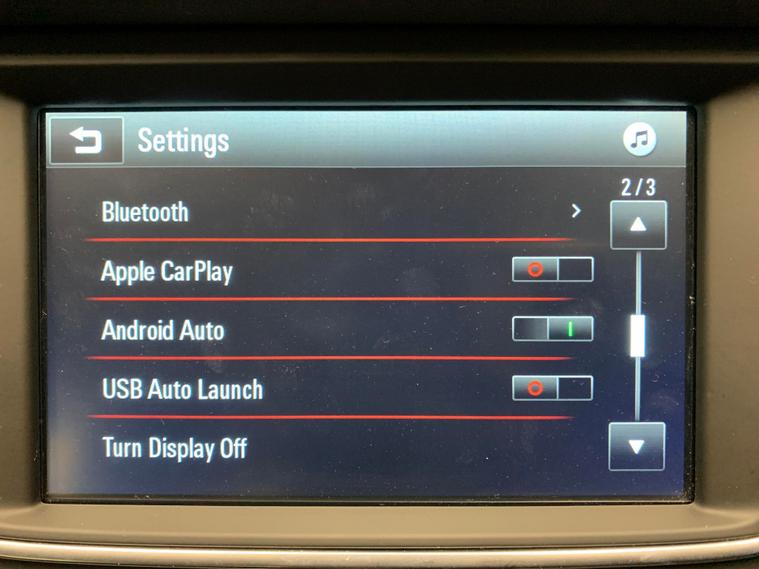 Settings
2/3
Bluetooth
Apple CarPlay
Android Auto
USB Auto Launch
Turn Display Off